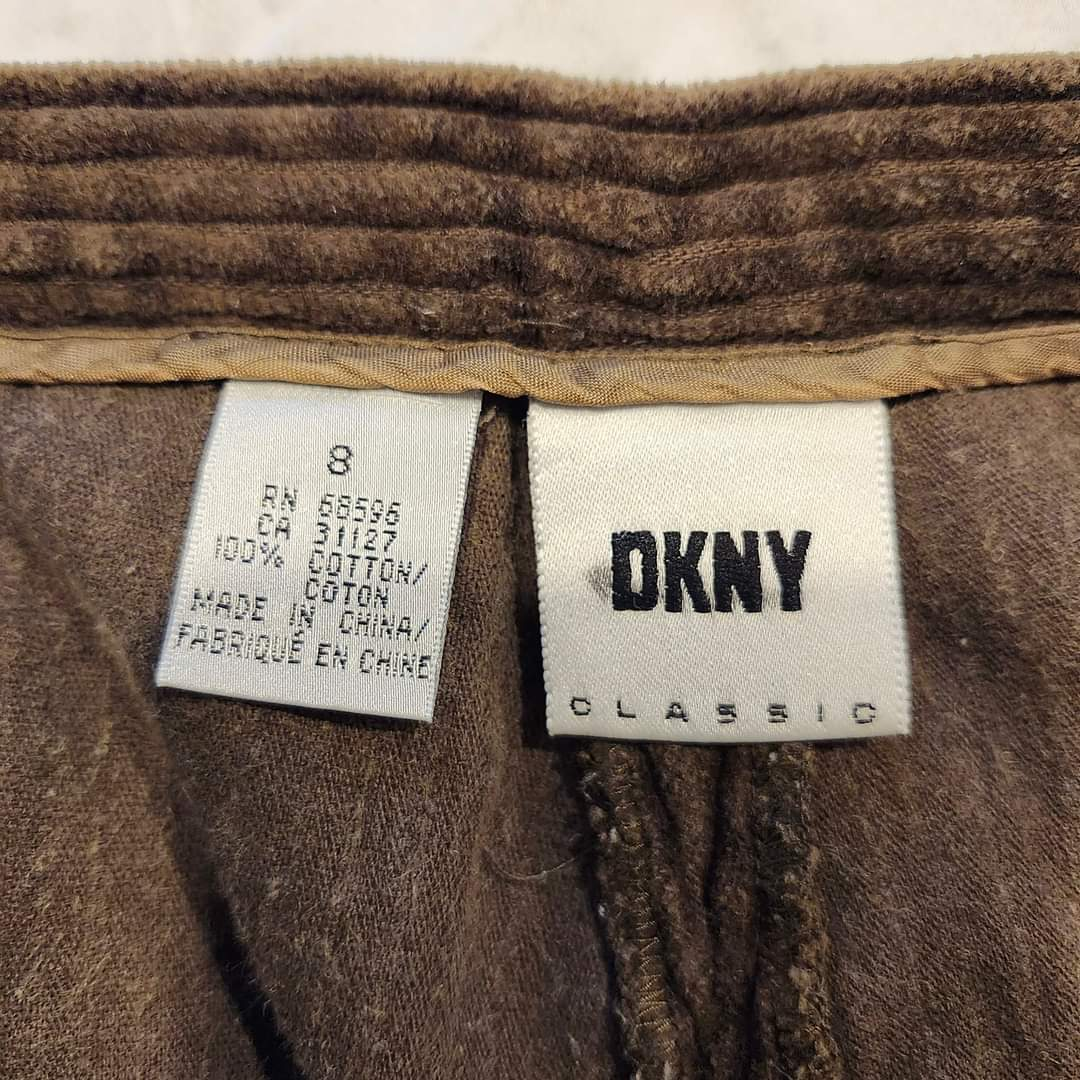 8
RN 68596
CA 31127
100% COTTON/
COTON
MADE IN CHINA/
FABRIQUÉ EN CHINE
DKNY
CLASSIC